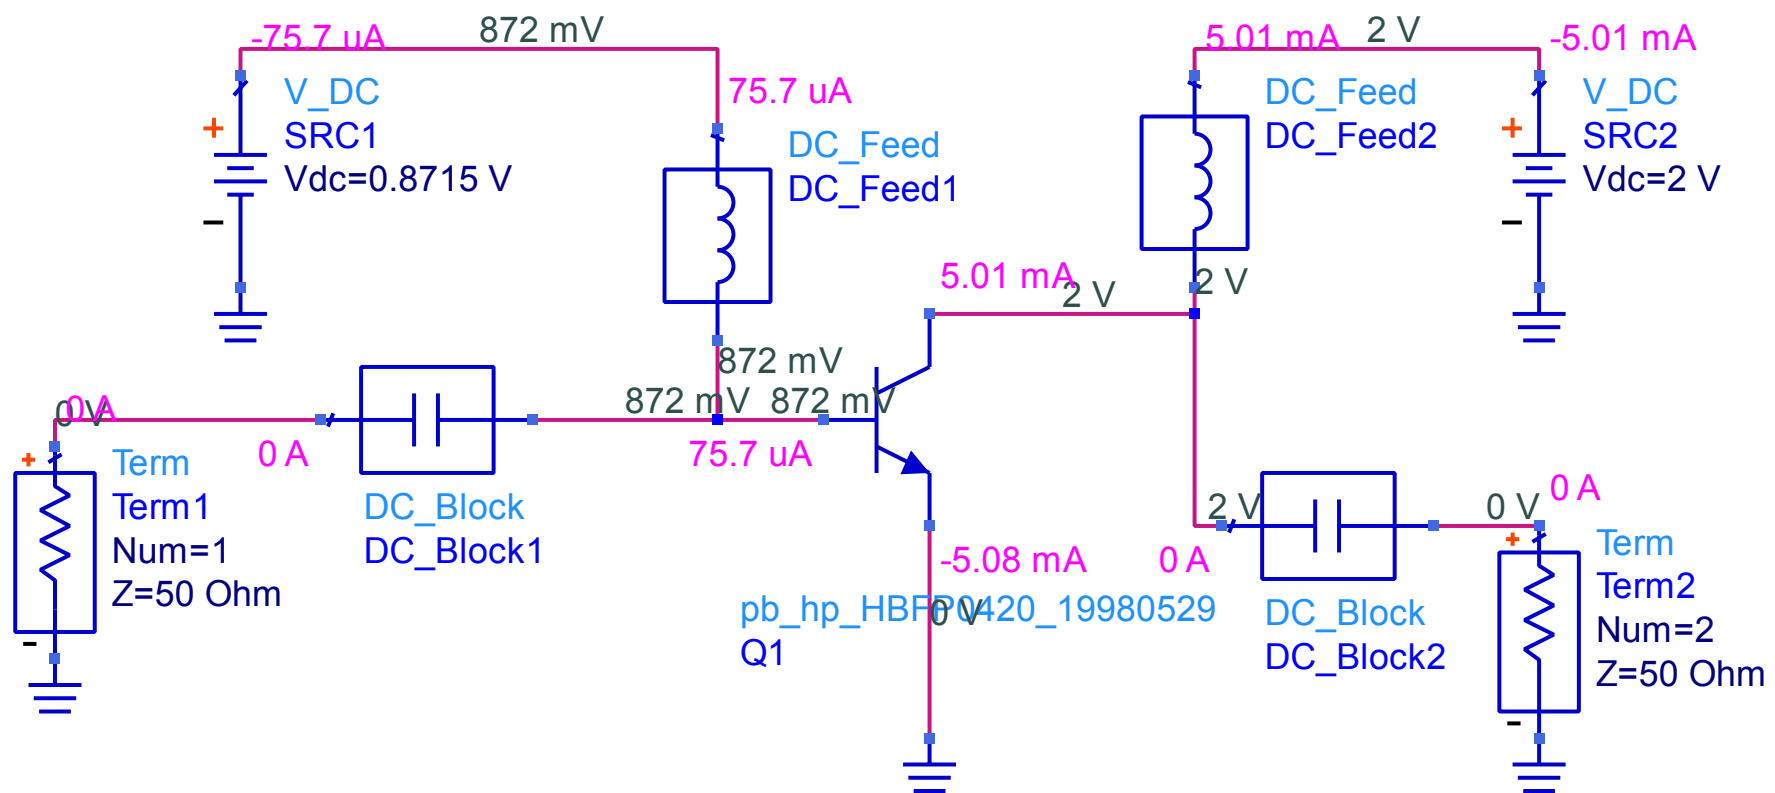 -75.7 uA
872 mV
5.01 mA
2 V
-5.01 mA
V_DC
SRC1
Vdc=0.8715 V
+
−
75.7 uA
DC_Feed
DC_Feed1
DC_Feed
DC_Feed2
V_DC
SRC2
Vdc=2 V
+
−
5.01 mA
2 V
2 V
872 mV
872 mV
872 mV
75.7 uA
0 V
0 A
0 A
+
Term
Term1
Num=1
Z=50 Ohm
-
DC_Block
DC_Block1
-5.08 mA
0 V
pb_hp_HBFP0420_19980529
Q1
2 V
0 A
DC_Block
DC_Block2
0 V
0 A
+
Term
Term2
Num=2
Z=50 Ohm
-